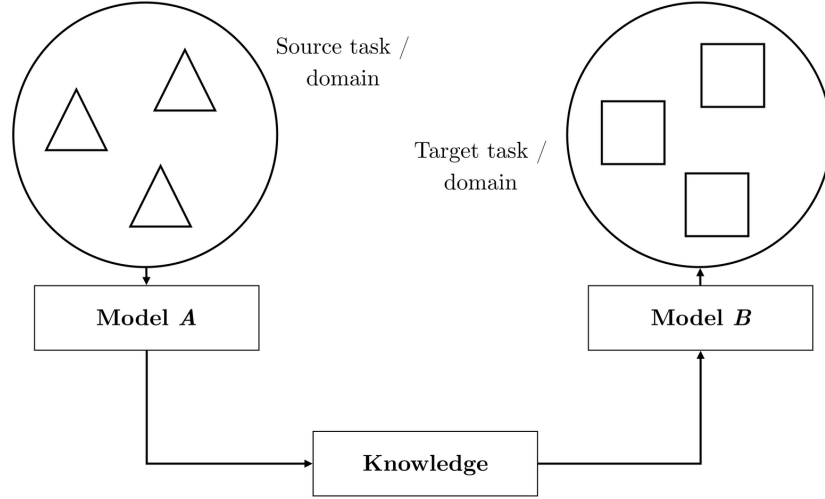 Source task /
domain
Target task /
domain
Model A
Model B
Knowledge